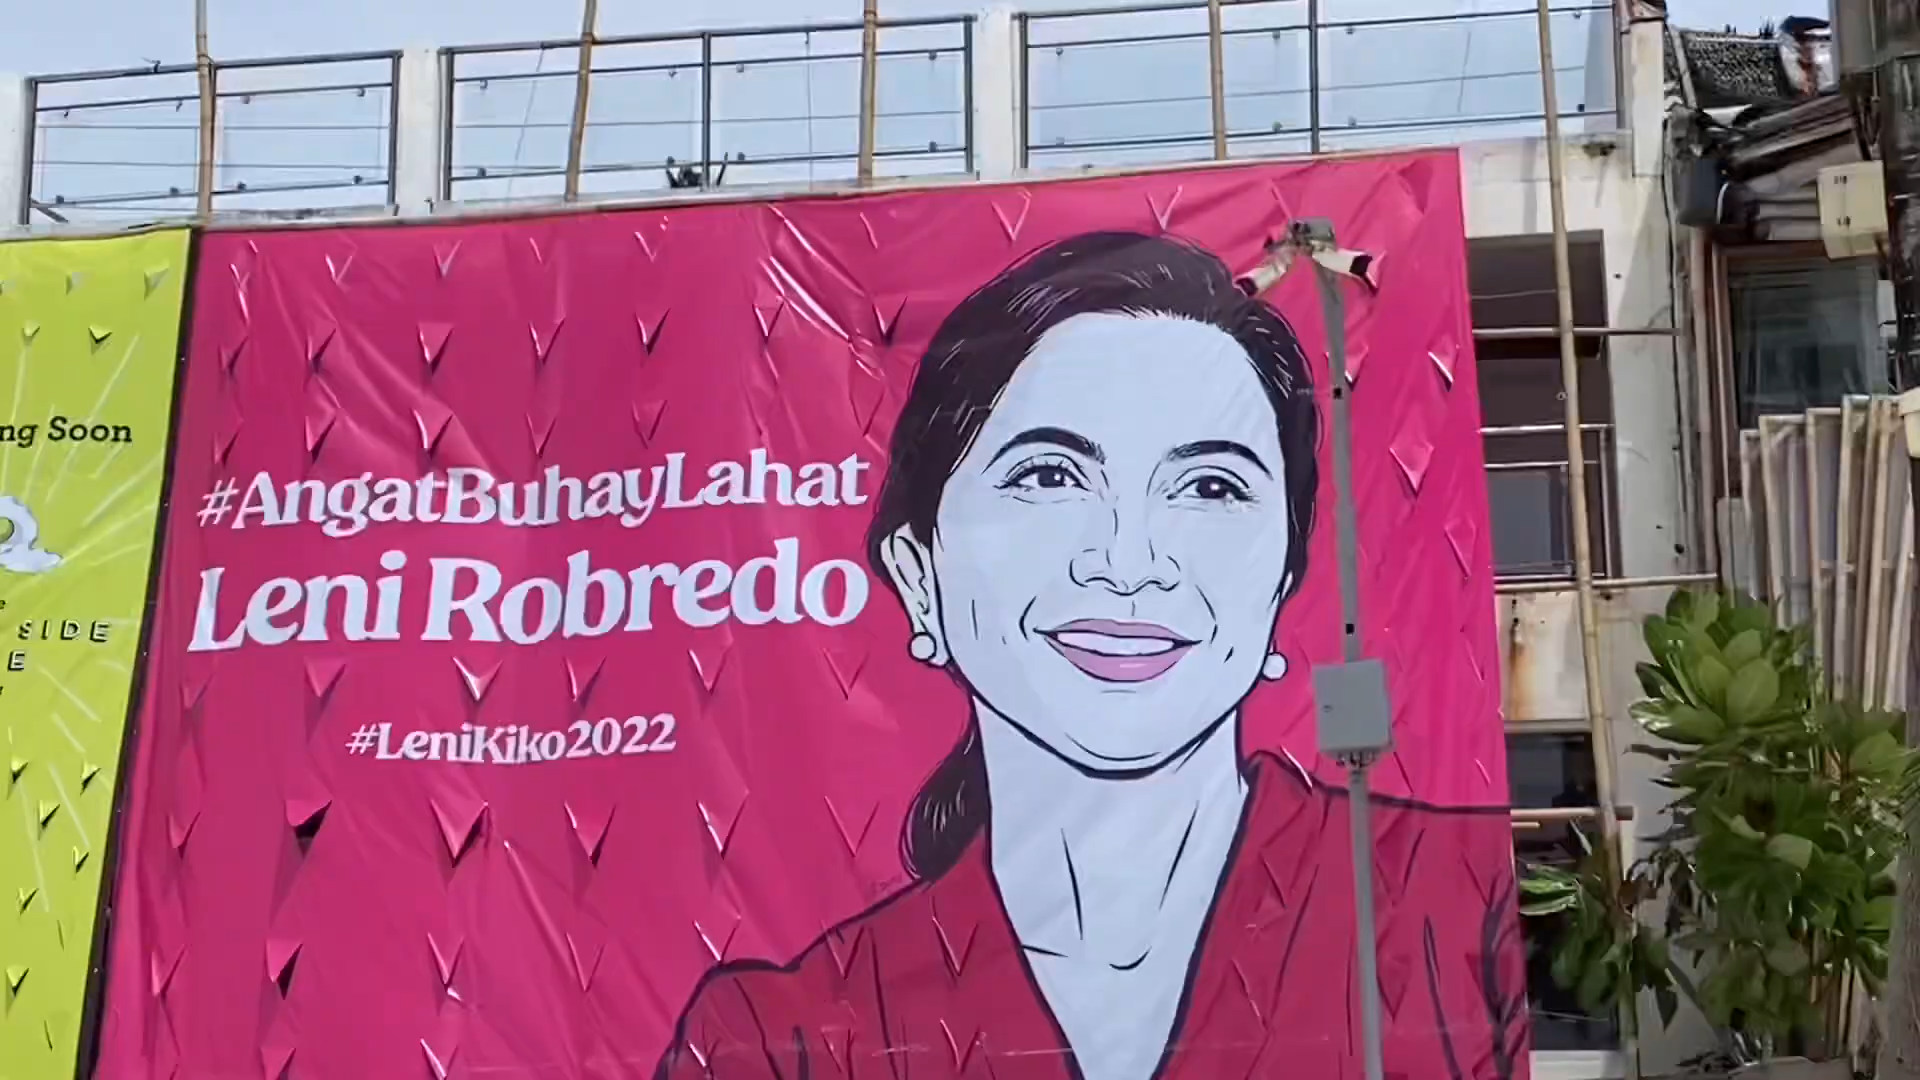 ng Soon
SIDE
E
#AngatBuhayLahat
Leni Robredo
#LeniKiko2022